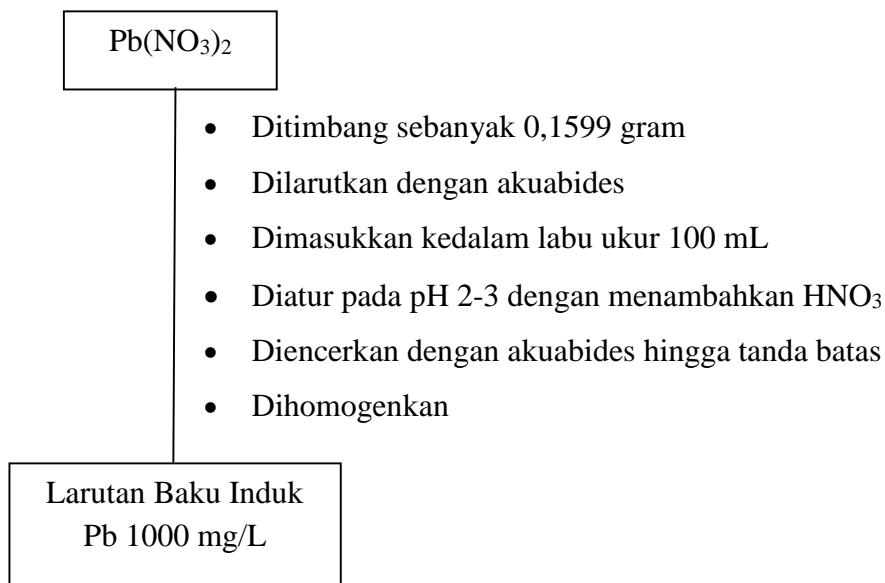 Pb(NO₃)₂
• Ditimbang sebanyak 0,1599 gram
• Dilarutkan dengan akuabides
• Dimasukkan kedalam labu ukur 100 mL
• Diatur pada pH 2-3 dengan menambahkan HNO₃
• Diencerkan dengan akuabides hingga tanda batas
• Dihomogenkan
Larutan Baku Induk
Pb 1000 mg/L